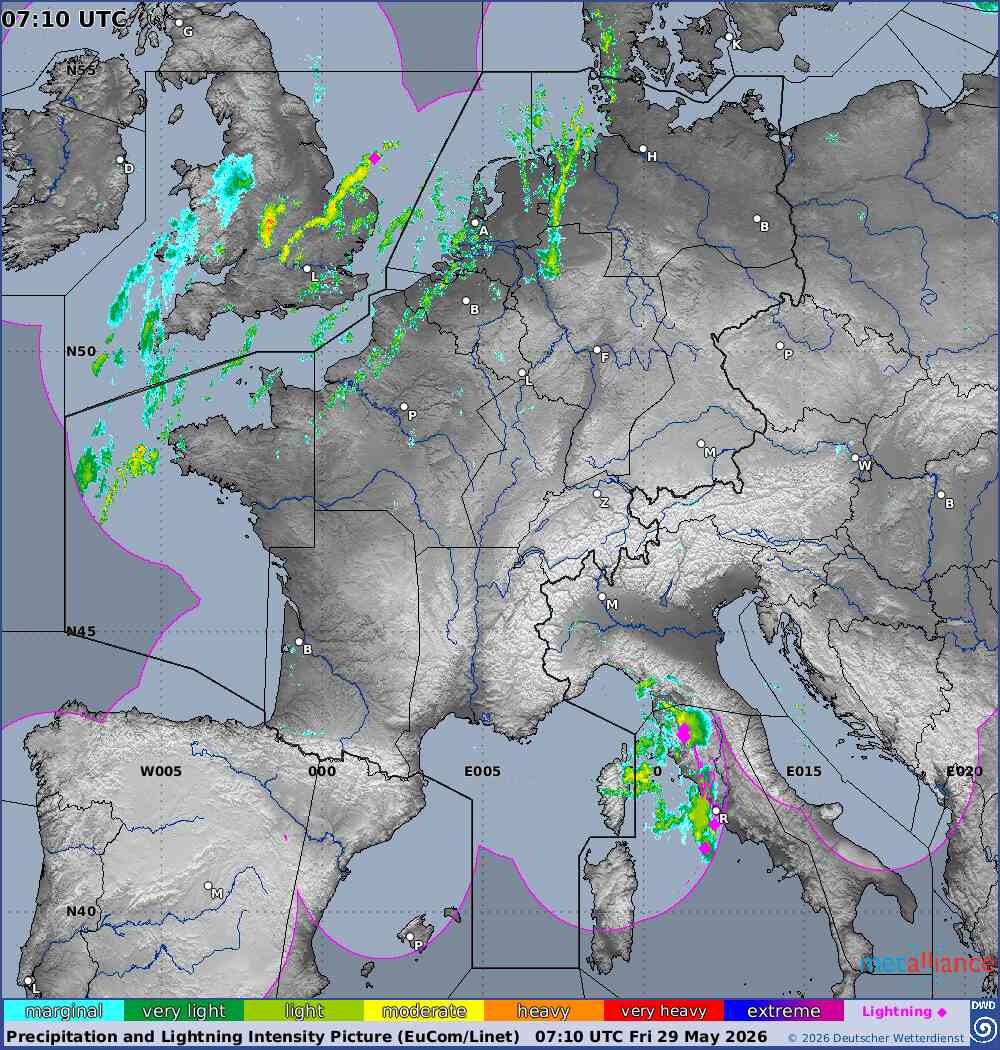 07:10 UTC
G
K
N55
D
H
B
A
L
B
N50
F
P
L
P
M
W
Z
B
M
N45
B
W005
000
E005
0
E015
E020
R
M
N40
P
L
metalliance
marginal
very light
light
moderate
heavy
very heavy
extreme
Lightning
DWD
Precipitation and Lightning Intensity Picture (EuCom/Linet) 07:10 UTC Fri 29 May 2026 © 2026 Deutscher Wetterdienst